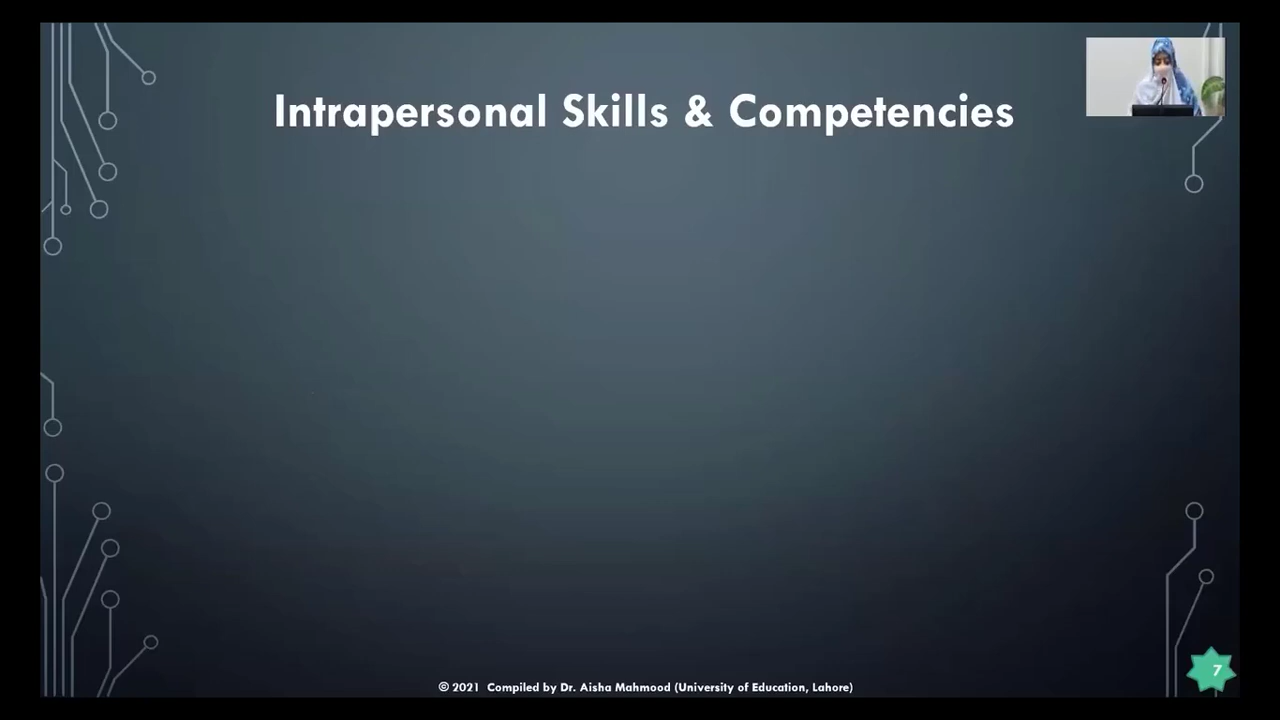 Intrapersonal Skills & Competencies
7
© 2021 Compiled by Dr. Aisha Mahmood (University of Education, Lahore)